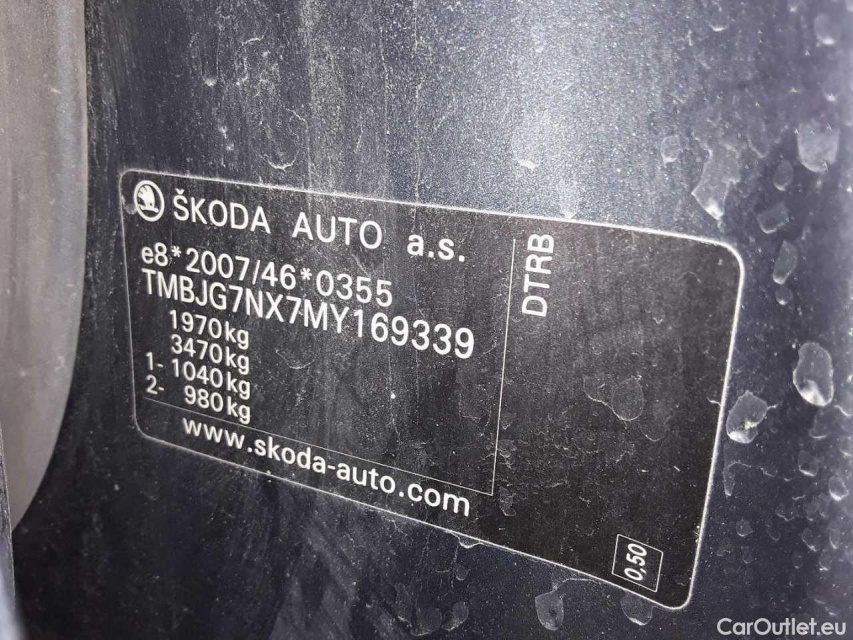 ŠKODA AUTO a.s.
e8*2007/46*0355
TMBJG7NX7MY169339
1970kg
3470kg
1- 1040kg
2- 980kg
www.skoda-auto.com
DTRB
0,50
CarOutlet.eu